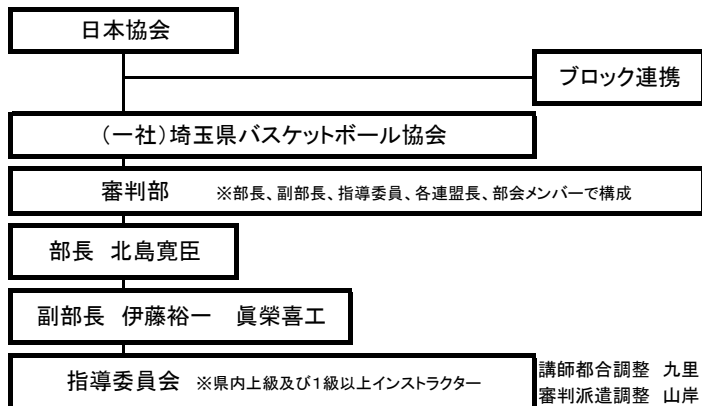 日本協会
ブロック連携
（一社）埼玉県バスケットボール協会
審判部　※部長、副部長、指導委員、各連盟長、部会メンバーで構成
部長　北島寛臣
副部長　伊藤裕一　眞榮喜工
指導委員会　※県内上級及び1級以上インストラクター
講師都合調整　九里
審判派遣調整　山岸